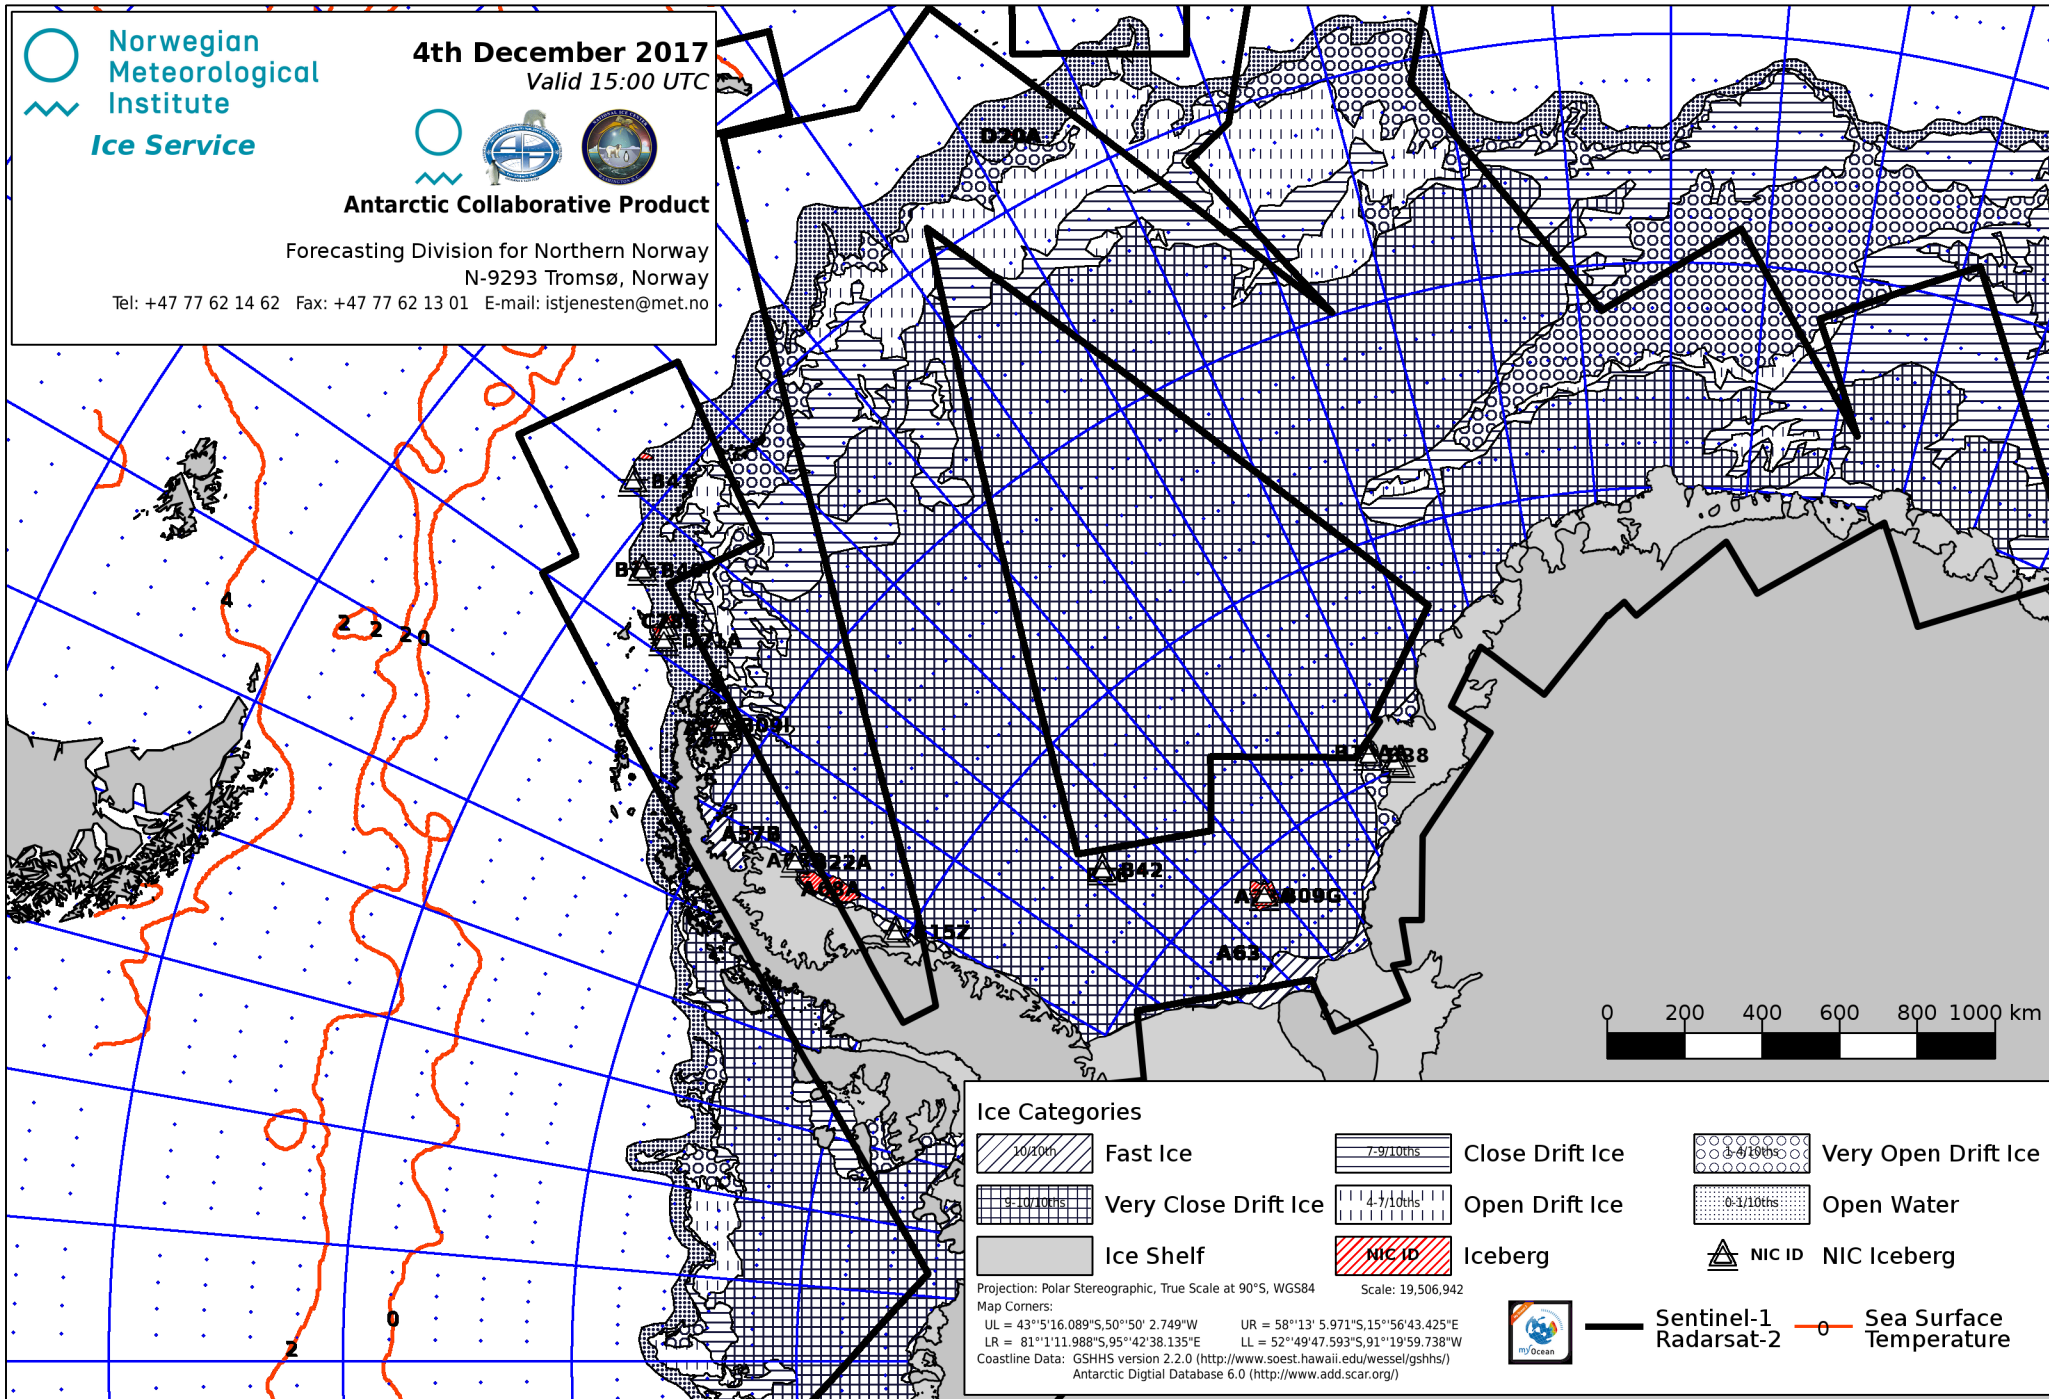 Norwegian
Meteorological
Institute
Ice Service
4th December 2017
Valid 15:00 UTC
Antarctic Collaborative Product
Forecasting Division for Northern Norway
N-9293 Tromsø, Norway
Tel: +47 77 62 14 62 Fax: +47 77 62 13 01 E-mail: istjenesten@met.no
D20A
4
2
2
2
0
A57B
A68A
B42
B09G
A63
0
2
0 200 400 600 800 1000 km
Ice Categories
10/10th Fast Ice
7-9/10ths Close Drift Ice
1-4/10ths Very Open Drift Ice
9-10/10ths Very Close Drift Ice
4-7/10ths Open Drift Ice
0-1/10ths Open Water
Ice Shelf
NIC ID Iceberg
NIC ID NIC Iceberg
Projection: Polar Stereographic, True Scale at 90°S, WGS84 Scale: 19,506,942
Map Corners:
UL = 43°'5'16.089"S,50°'50' 2.749"W UR = 58°'13' 5.971"S,15°'56'43.425"E
LR = 81°'1'11.988"S,95°'42'38.135"E LL = 52°'49'47.593"S,91°'19'59.738"W
Coastline Data: GSHHS version 2.2.0 (http://www.soest.hawaii.edu/wessel/gshhs/)
Antarctic Digtial Database 6.0 (http://www.add.scar.org/)
myOcean
Sentinel-1
Radarsat-2
0
Sea Surface
Temperature